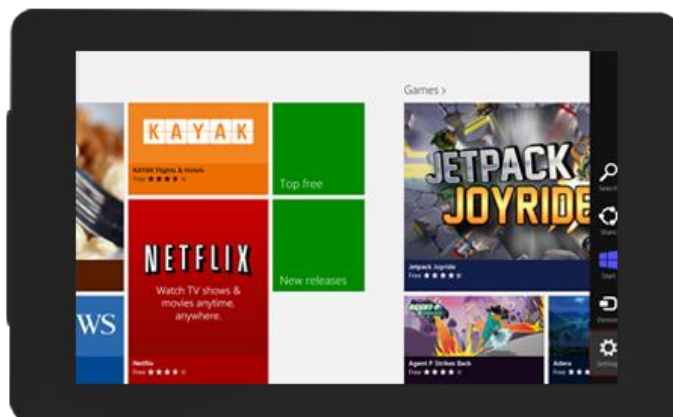 Games >
KAYAK
KAYAK Flights & Hotels
Free
Top free
NETFLIX
Watch TV shows &
movies anytime,
anywhere.
Netflix
Free
New releases
WS
JETPACK
JOYRIDE
Jetpack Joyride
Free
AGENT P
Agent P Strikes Back
Free
Adera
Free
Search
Share
Start
Devices
Settings